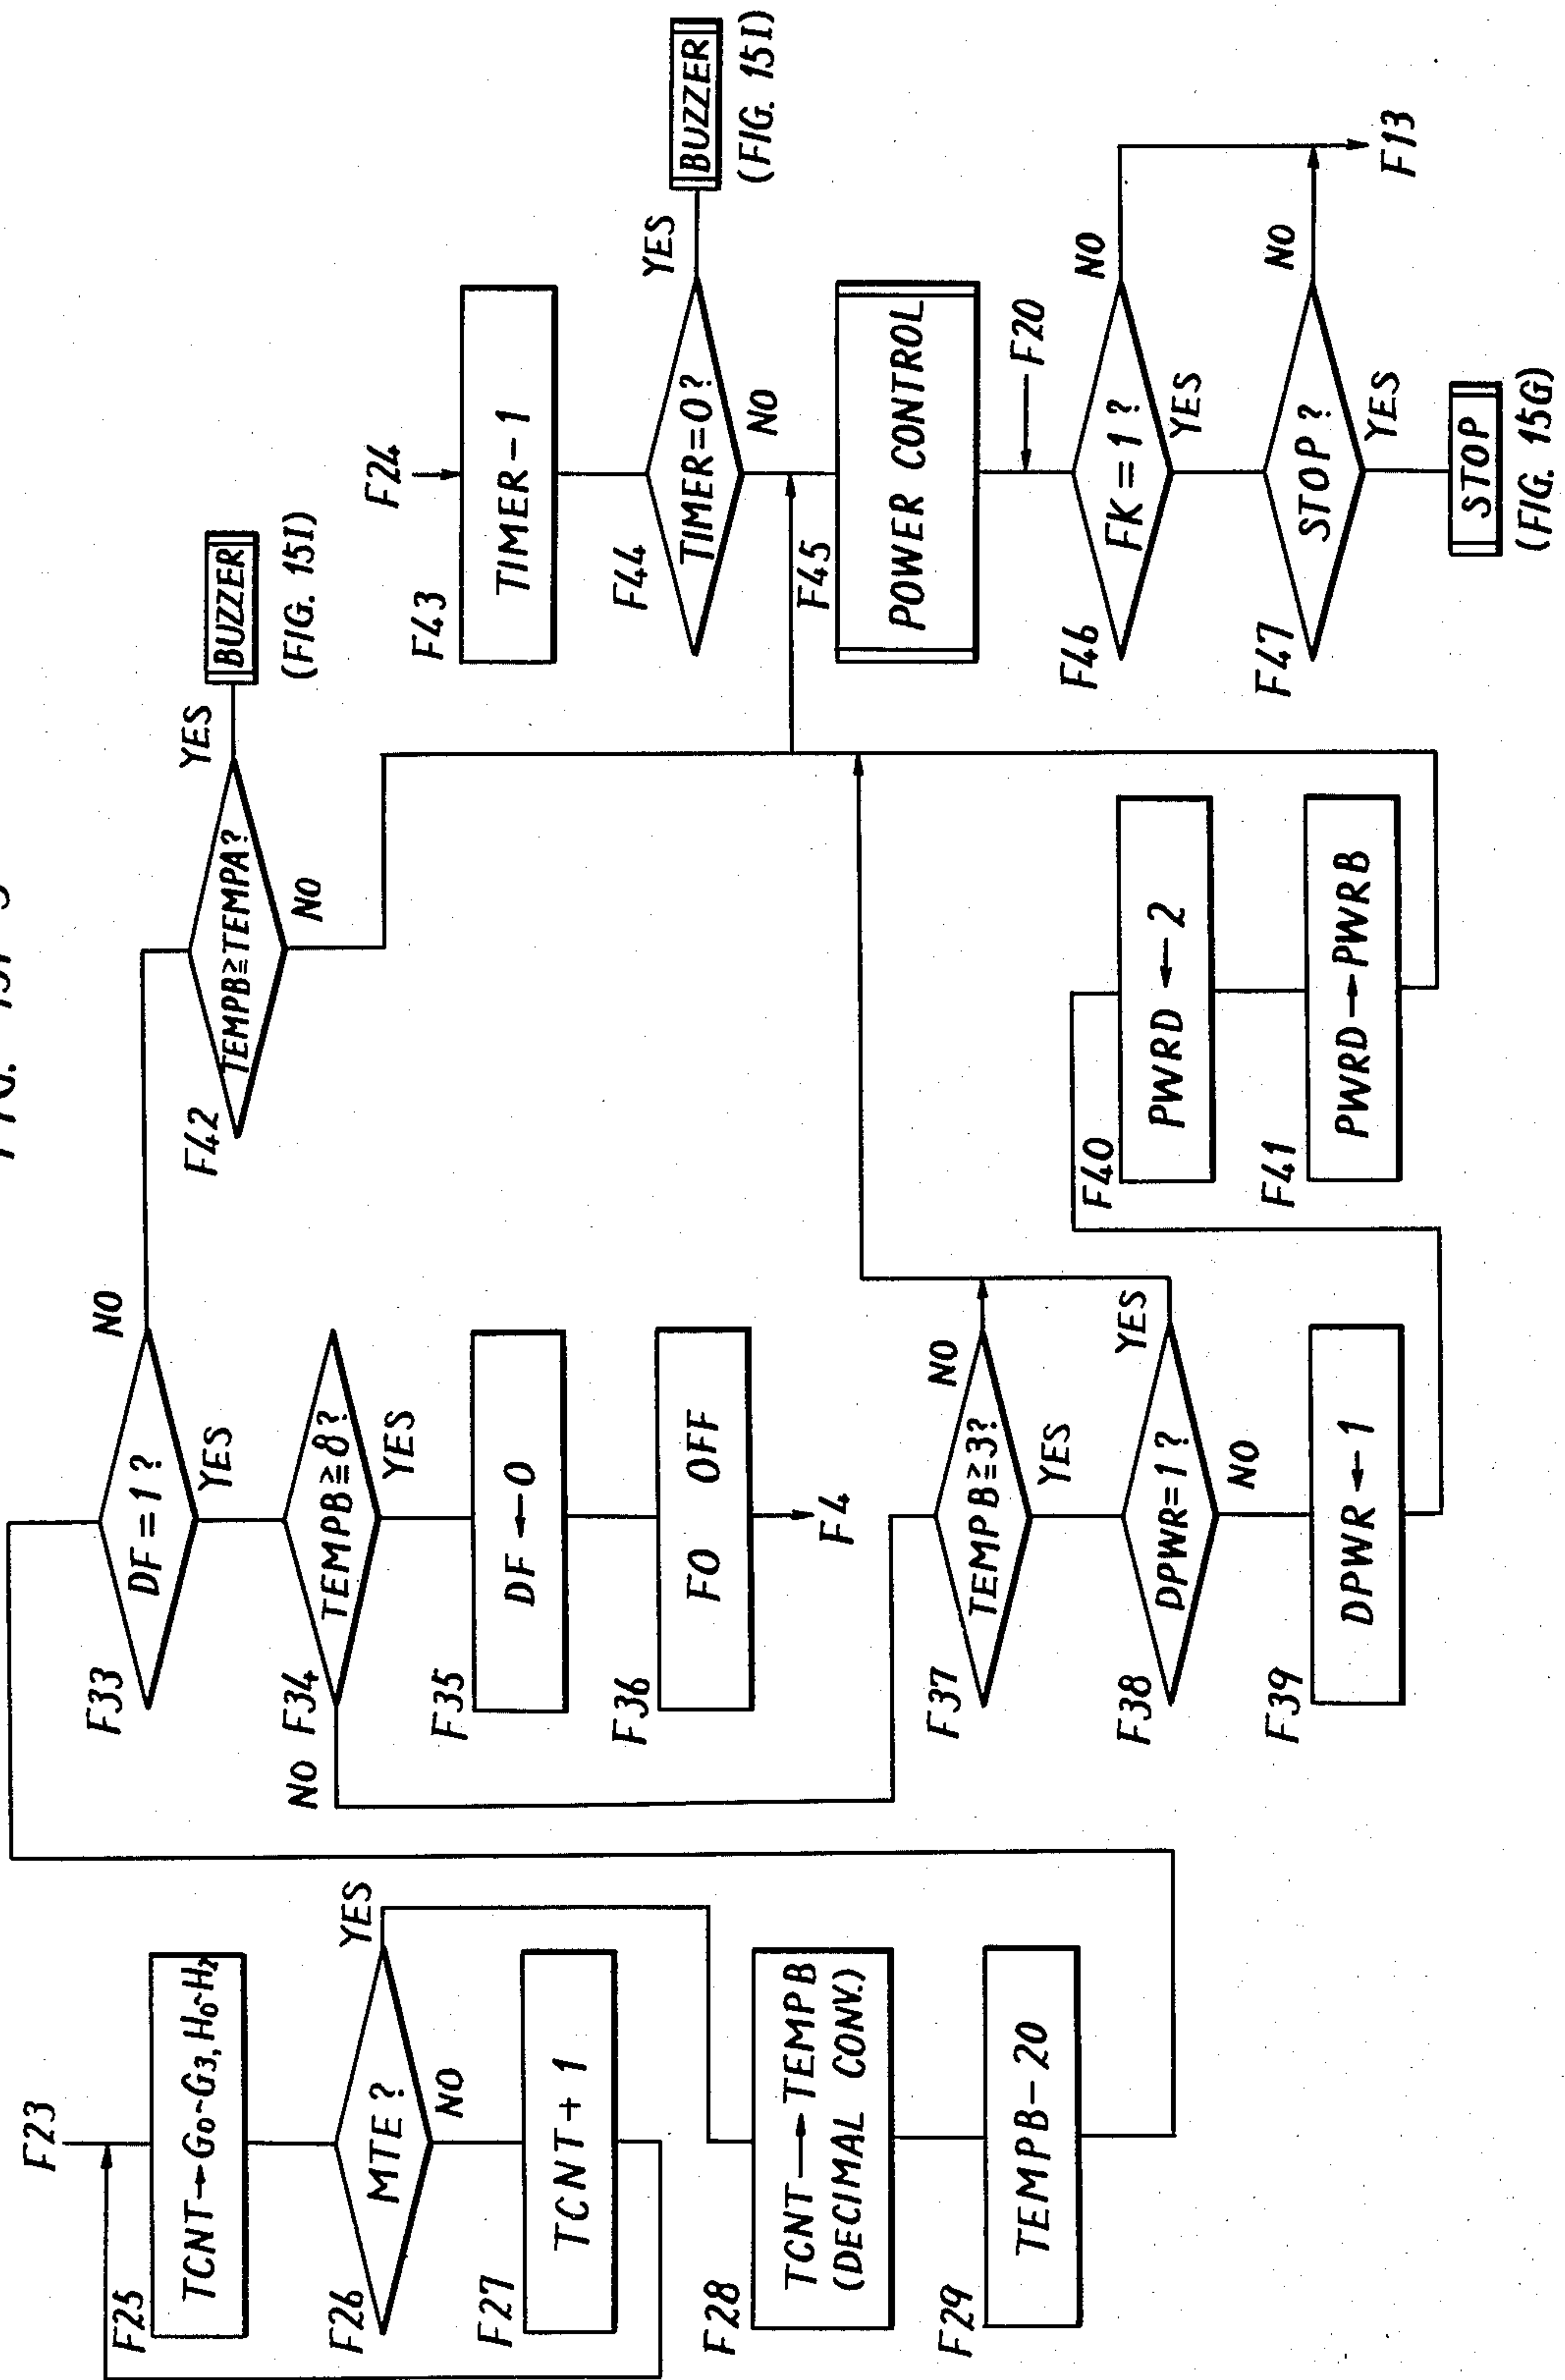 F23
F25
TCNT→G0~G3, H0~H2
F26
MTE?
YES
NO
F27
TCNT+1
F28
TCNT→TEMPB
(DECIMAL CONV.)
F29
TEMPB-20
F33
DF=1?
NO
YES
NO F34
TEMPB≧8?
YES
F35
DF←0
F36
FO OFF
F4
F37
TEMPB≧3?
NO
YES
F38
DPWR=1?
YES
NO
F39
DPWR←1
F40
PWRD←2
F41
PWRD→PWRB
F42
TEMPB≧TEMPA?
YES
NO
BUZZER
(FIG. 15I)
F24
F43
TIMER-1
F44
TIMER=0?
YES
NO
BUZZER
(FIG. 15I)
F45
POWER CONTROL
F20
F46
FK=1?
NO
YES
F47
STOP?
NO
YES
F13
STOP
(FIG. 15G)